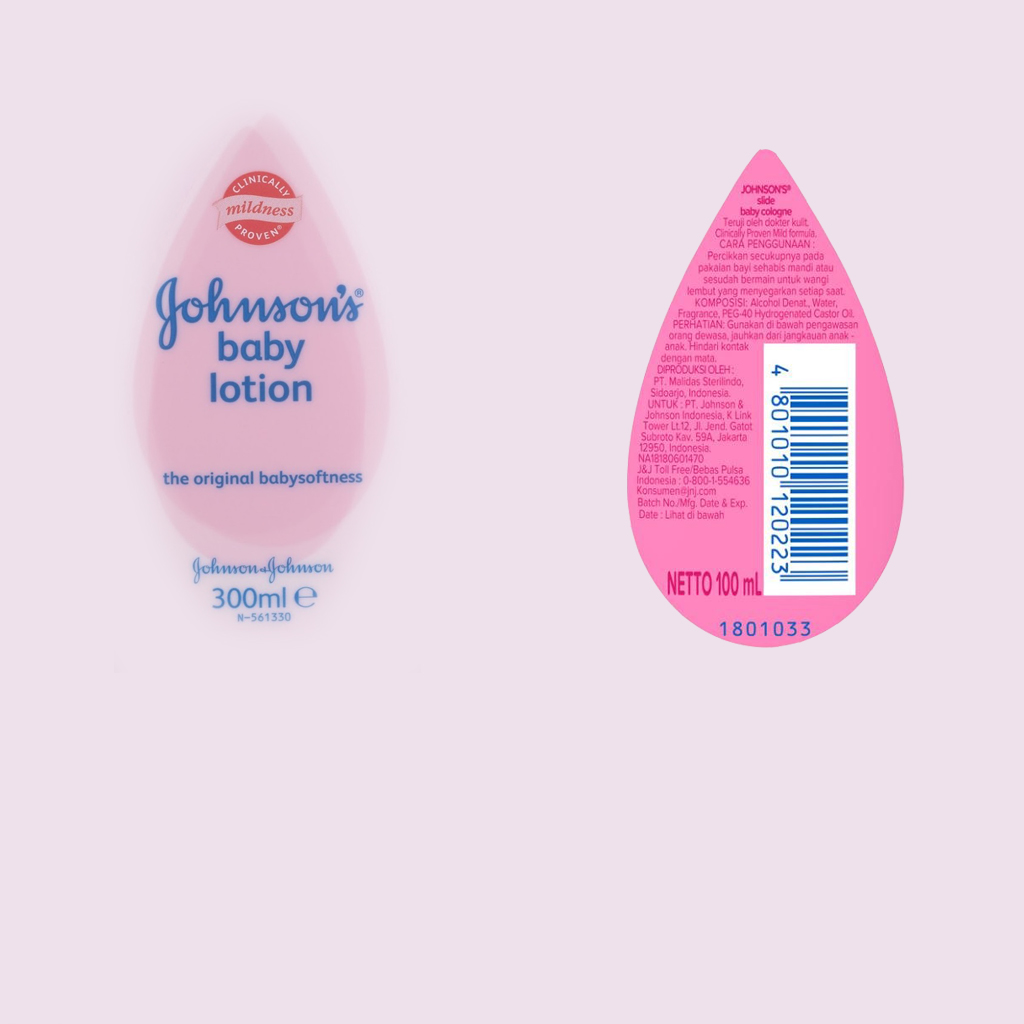 CLINICALLY
mildness
PROVEN®
Johnson's®
baby
lotion
the original babysoftness
Johnson & Johnson
300ml ℮
N-561330
JOHNSON'S®
slide
baby cologne
Teruji oleh dokter kulit.
Clinically Proven Mild formula.
CARA PENGGUNAAN :
Percikkan secukupnya pada
pakaian bayi sehabis mandi atau
sesudah bermain untuk wangi
lembut yang menyegarkan setiap saat.
KOMPOSISI: Alcohol Denat., Water,
Fragrance, PEG-40 Hydrogenated Castor Oil.
PERHATIAN: Gunakan di bawah pengawasan
orang dewasa, jauhkan dari jangkauan anak -
anak. Hindari kontak
dengan mata.
DIPRODUKSI OLEH :
PT. Malidas Sterilindo,
Sidoarjo, Indonesia.
UNTUK : PT. Johnson &
Johnson Indonesia, K Link
Tower Lt.12, Jl. Jend. Gatot
Subroto Kav. 59A, Jakarta
12950, Indonesia.
NA18180601470
J&J Toll Free/Bebas Pulsa
Indonesia : 0-800-1-554636
Konsumen@jnj.com
Batch No./Mfg. Date & Exp.
Date : Lihat di bawah
NETTO 100 mL
4 801010 120223
1801033